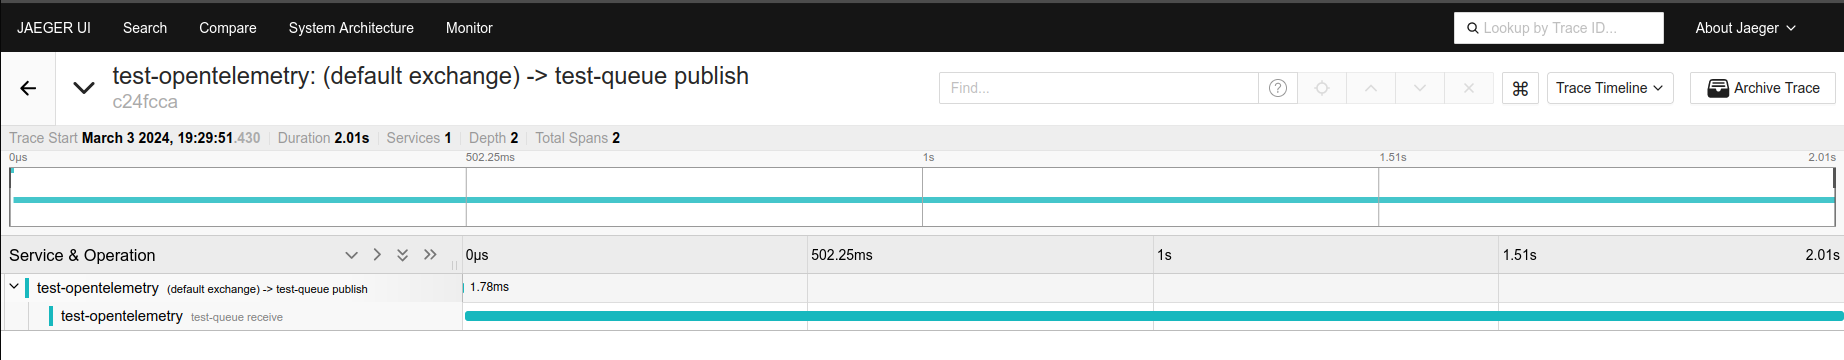 JAEGER UI Search Compare System Architecture Monitor Lookup by Trace ID... About Jaeger
test-opentelemetry: (default exchange) -> test-queue publish
c24fcca
Find... ? ⌘ Trace Timeline Archive Trace
Trace Start March 3 2024, 19:29:51.430 Duration 2.01s Services 1 Depth 2 Total Spans 2
0μs 502.25ms 1s 1.51s 2.01s
Service & Operation 0μs 502.25ms 1s 1.51s 2.01s
test-opentelemetry (default exchange) -> test-queue publish 1.78ms
test-opentelemetry test-queue receive